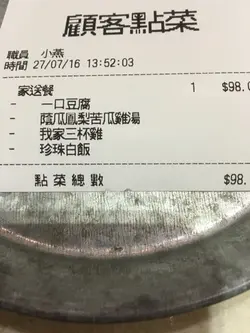 顧客點菜
職員 小燕
時間 27/07/16 13:52:03
家送餐 1 $98.0
- 一口豆腐
- 蔭瓜鳳梨苦瓜雞湯
- 我家三杯雞
- 珍珠白飯
點菜總數 $98.